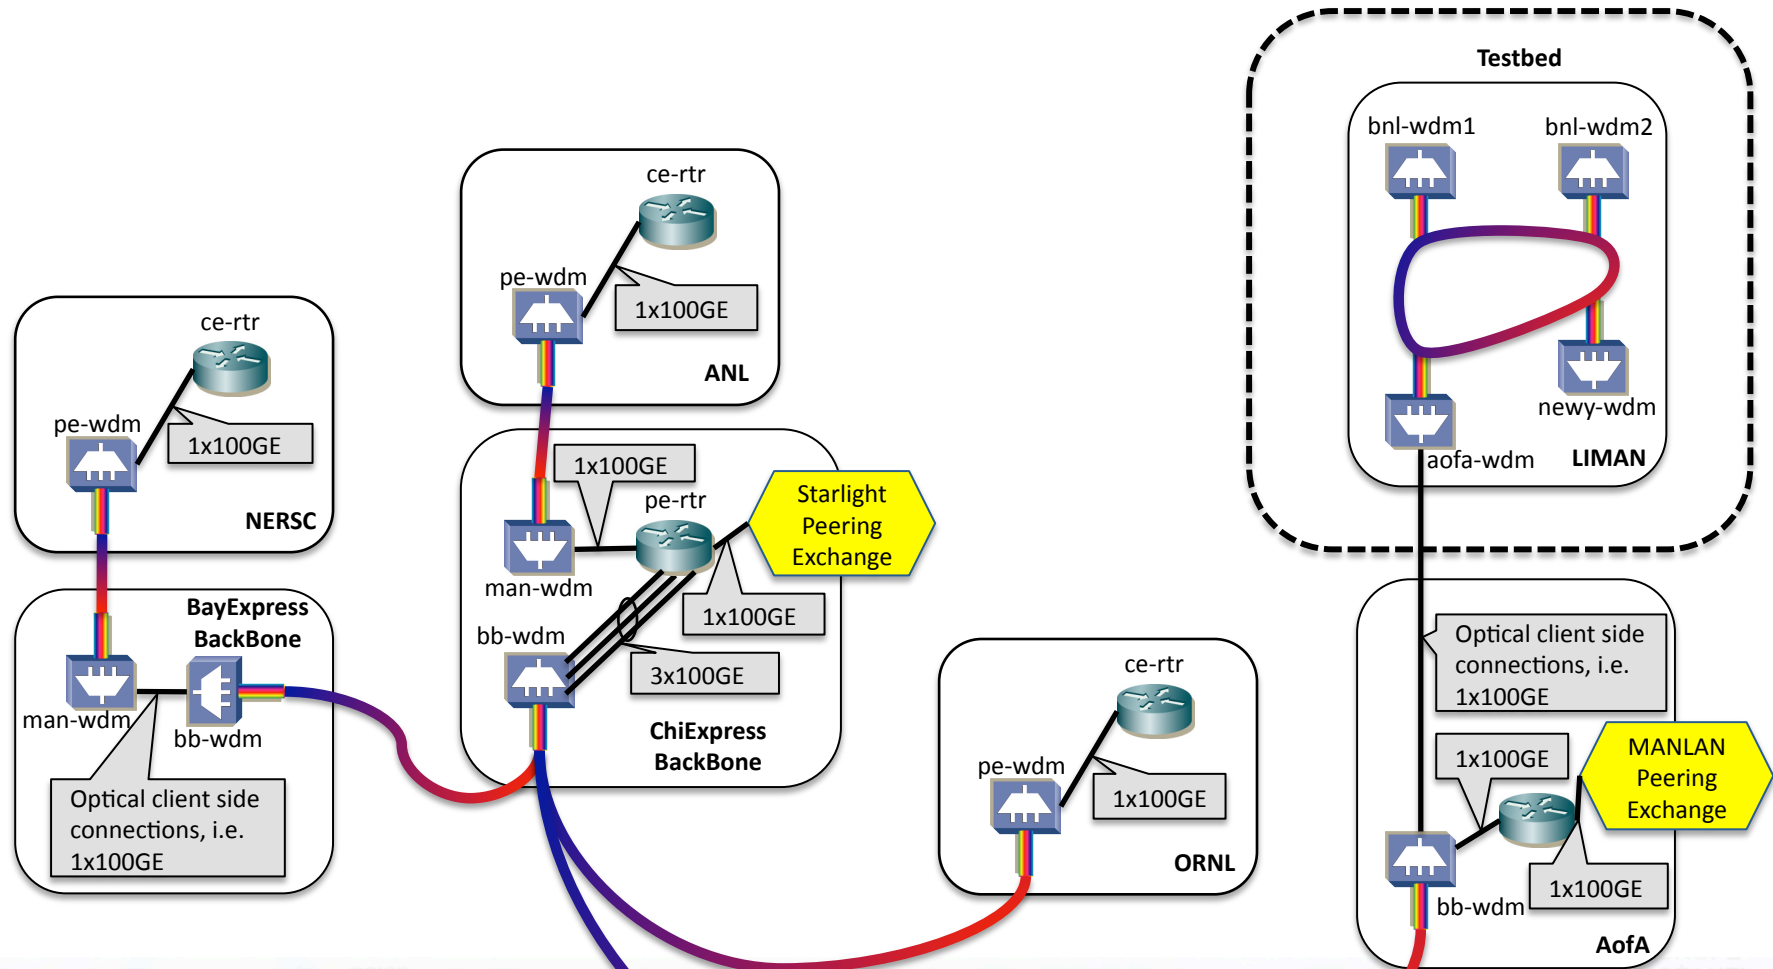 Testbed
bnl-wdm1
bnl-wdm2
newy-wdm
aofa-wdm
LIMAN
ce-rtr
pe-wdm
1x100GE
ANL
ce-rtr
pe-wdm
1x100GE
NERSC
1x100GE
pe-rtr
Starlight
Peering
Exchange
man-wdm
1x100GE
bb-wdm
3x100GE
ChiExpress
BackBone
BayExpress
BackBone
man-wdm
bb-wdm
Optical client side
connections, i.e.
1x100GE
ce-rtr
pe-wdm
1x100GE
ORNL
Optical client side
connections, i.e.
1x100GE
1x100GE
MANLAN
Peering
Exchange
1x100GE
bb-wdm
AofA